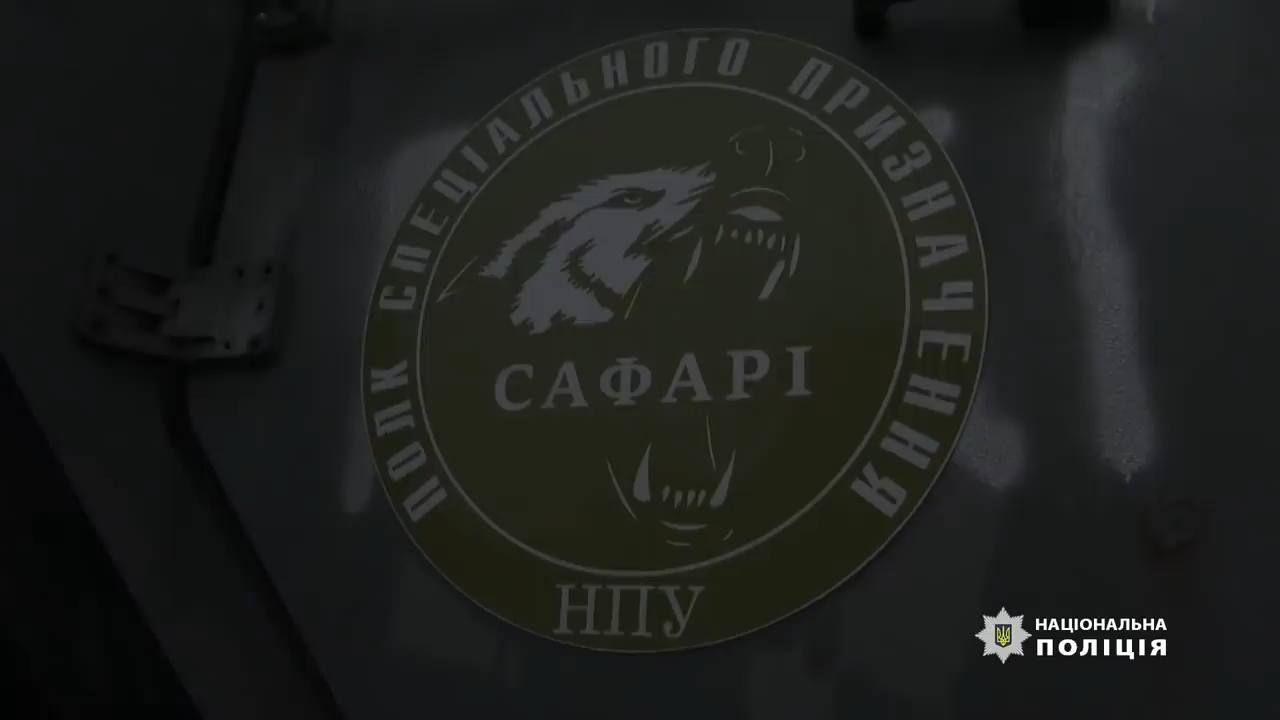 ПОЛК СПЕЦІАЛЬНОГО ПРИЗНАЧЕННЯ
САФАРІ
НПУ
НАЦІОНАЛЬНА
ПОЛІЦІЯ